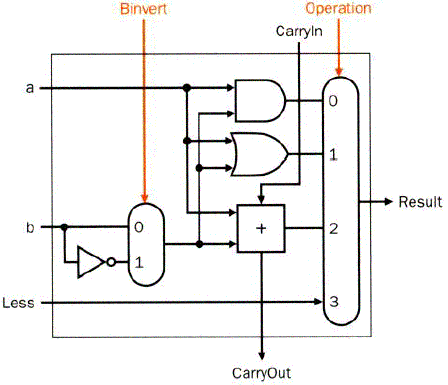 Binvert
Operation
CarryIn
a
0
1
b
0
+
2
Result
1
Less
3
CarryOut